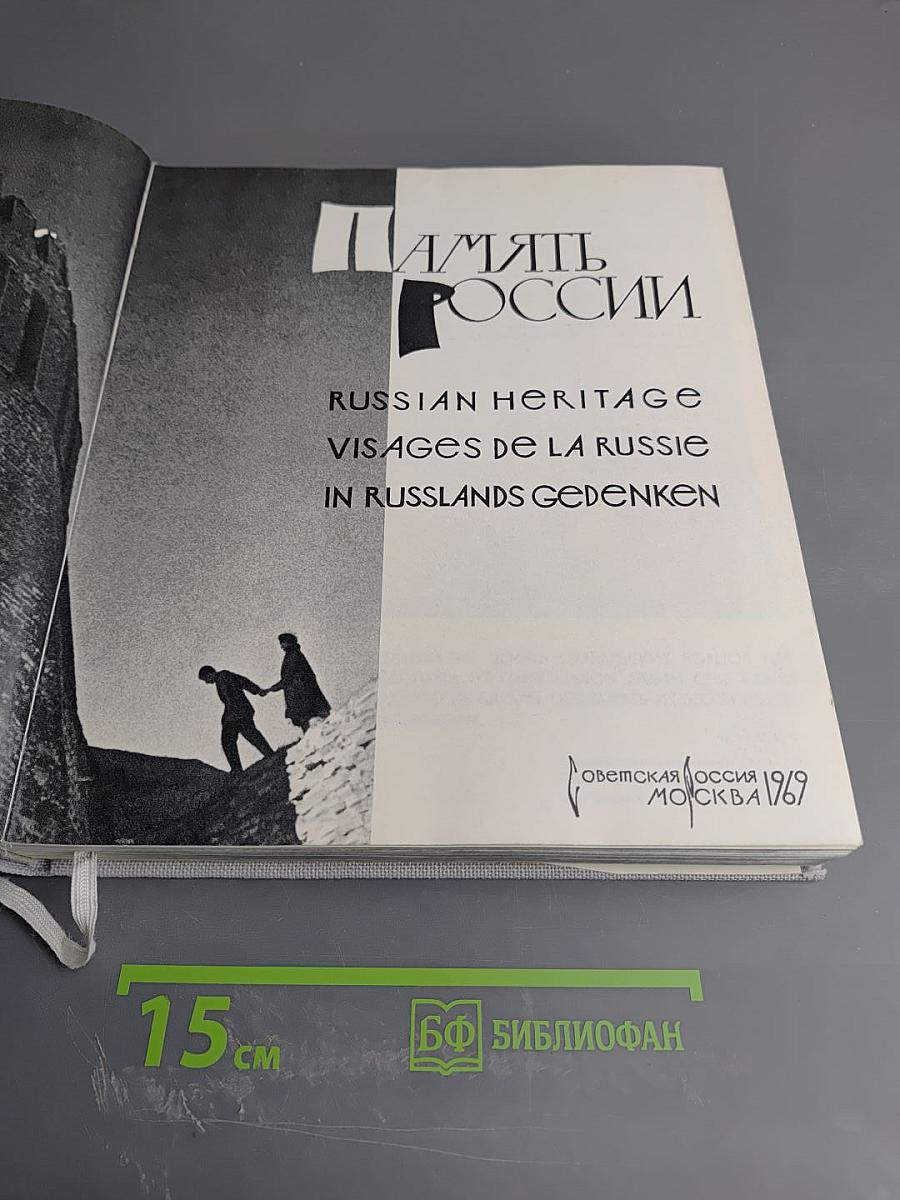 ПАМЯТЬ
РОССИИ
RUSSIAN HERITAGE
VISAGES DE LA RUSSIE
IN RUSSLANDS GEDENKEN
СОВЕТСКАЯ РОССИЯ
МОСКВА 1969
15 см
БФ БИБЛИОФАН